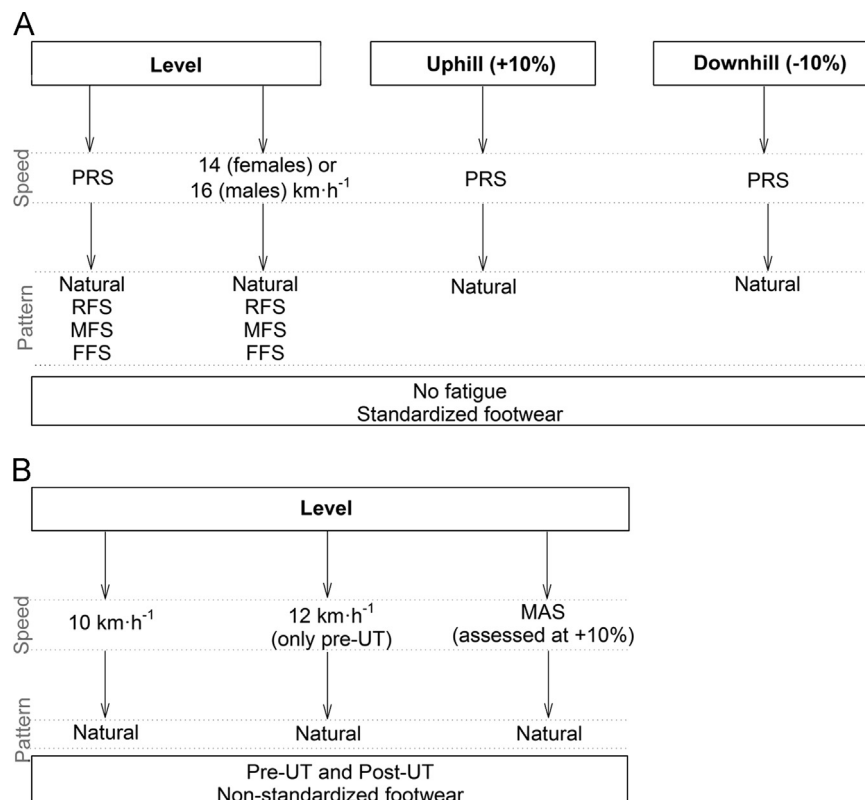 A
Level
Uphill (+10%)
Downhill (-10%)
Speed
PRS
14 (females) or
16 (males) km·h⁻¹
PRS
PRS
Pattern
Natural
RFS
MFS
FFS
Natural
RFS
MFS
FFS
Natural
Natural
No fatigue
Standardized footwear
B
Level
Speed
10 km·h⁻¹
12 km·h⁻¹
(only pre-UT)
MAS
(assessed at +10%)
Pattern
Natural
Natural
Natural
Pre-UT and Post-UT
Non-standardized footwear